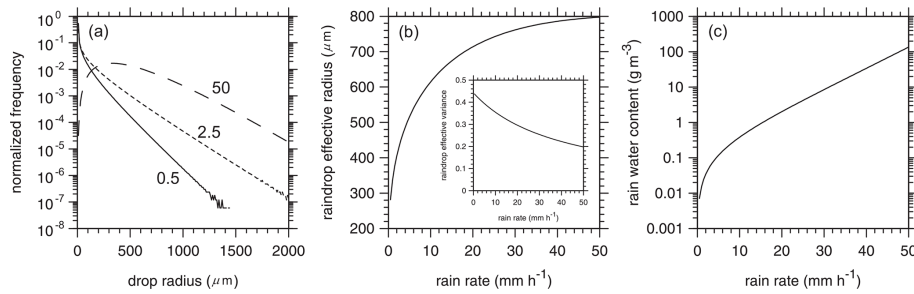 (a)
normalized frequency
10⁰
10⁻¹
10⁻²
10⁻³
10⁻⁴
10⁻⁵
10⁻⁶
10⁻⁷
10⁻⁸
50
2.5
0.5
0 500 1000 1500 2000
drop radius (μm)
(b)
raindrop effective radius (μm)
800
700
600
500
400
300
200
raindrop effective variance
0.5
0.4
0.3
0.2
0.1
0
0 10 20 30 40 50
rain rate (mm h⁻¹)
0 10 20 30 40 50
rain rate (mm h⁻¹)
(c)
rain water content (g m⁻³)
1000
100
10
1
0.1
0.01
0.001
0 10 20 30 40 50
rain rate (mm h⁻¹)